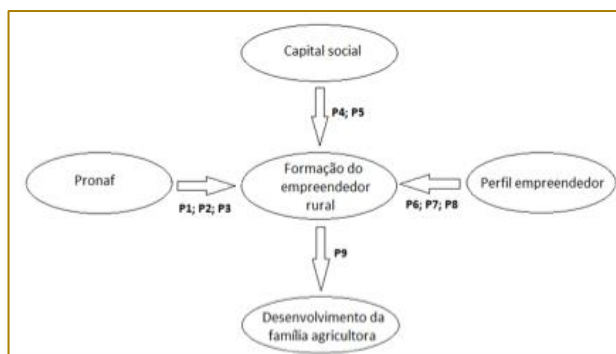 Capital social
P4; P5
Pronaf
P1; P2; P3
Formação do
empreendedor
rural
P6; P7; P8
Perfil empreendedor
P9
Desenvolvimento da
família agricultora